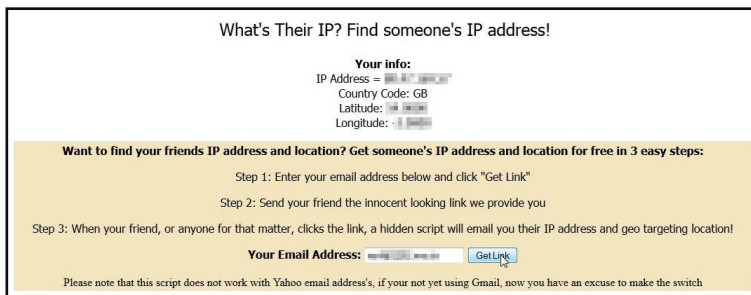 What's Their IP? Find someone's IP address!
Your info:
IP Address =
Country Code: GB
Latitude:
Longitude: -
Want to find your friends IP address and location? Get someone's IP address and location for free in 3 easy steps:
Step 1: Enter your email address below and click "Get Link"
Step 2: Send your friend the innocent looking link we provide you
Step 3: When your friend, or anyone for that matter, clicks the link, a hidden script will email you their IP address and geo targeting location!
Your Email Address: Get Link
Please note that this script does not work with Yahoo email address's, if your not yet using Gmail, now you have an excuse to make the switch